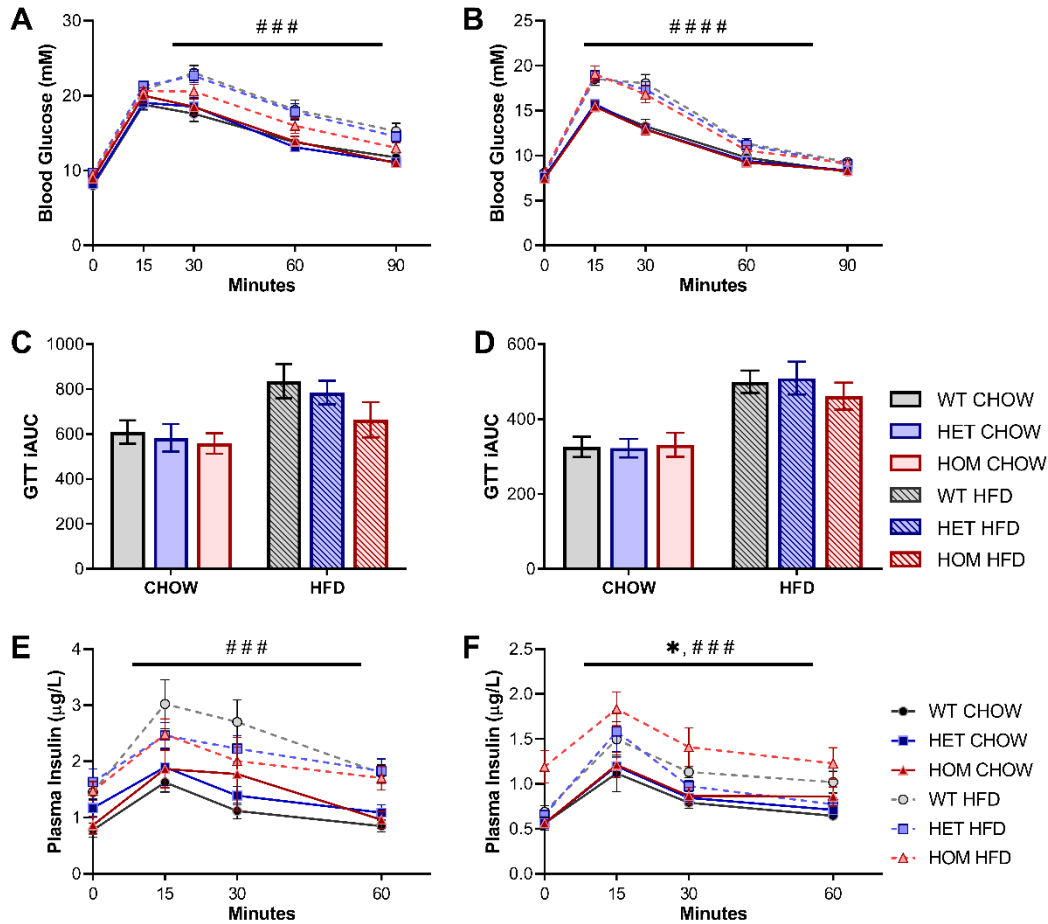 A
# # #
Blood Glucose (mM)
30
20
10
0
0 15 30 60 90
Minutes
B
# # # #
Blood Glucose (mM)
25
20
15
10
5
0
0 15 30 60 90
Minutes
C
GTT iAUC
1000
800
600
400
200
0
CHOW HFD
D
GTT iAUC
600
400
200
0
CHOW HFD
WT CHOW
HET CHOW
HOM CHOW
WT HFD
HET HFD
HOM HFD
E
# # #
Plasma Insulin (µg/L)
4
3
2
1
0
0 15 30 60
Minutes
F
*, # # #
Plasma Insulin (µg/L)
2.5
2.0
1.5
1.0
0.5
0.0
0 15 30 60
Minutes
WT CHOW
HET CHOW
HOM CHOW
WT HFD
HET HFD
HOM HFD